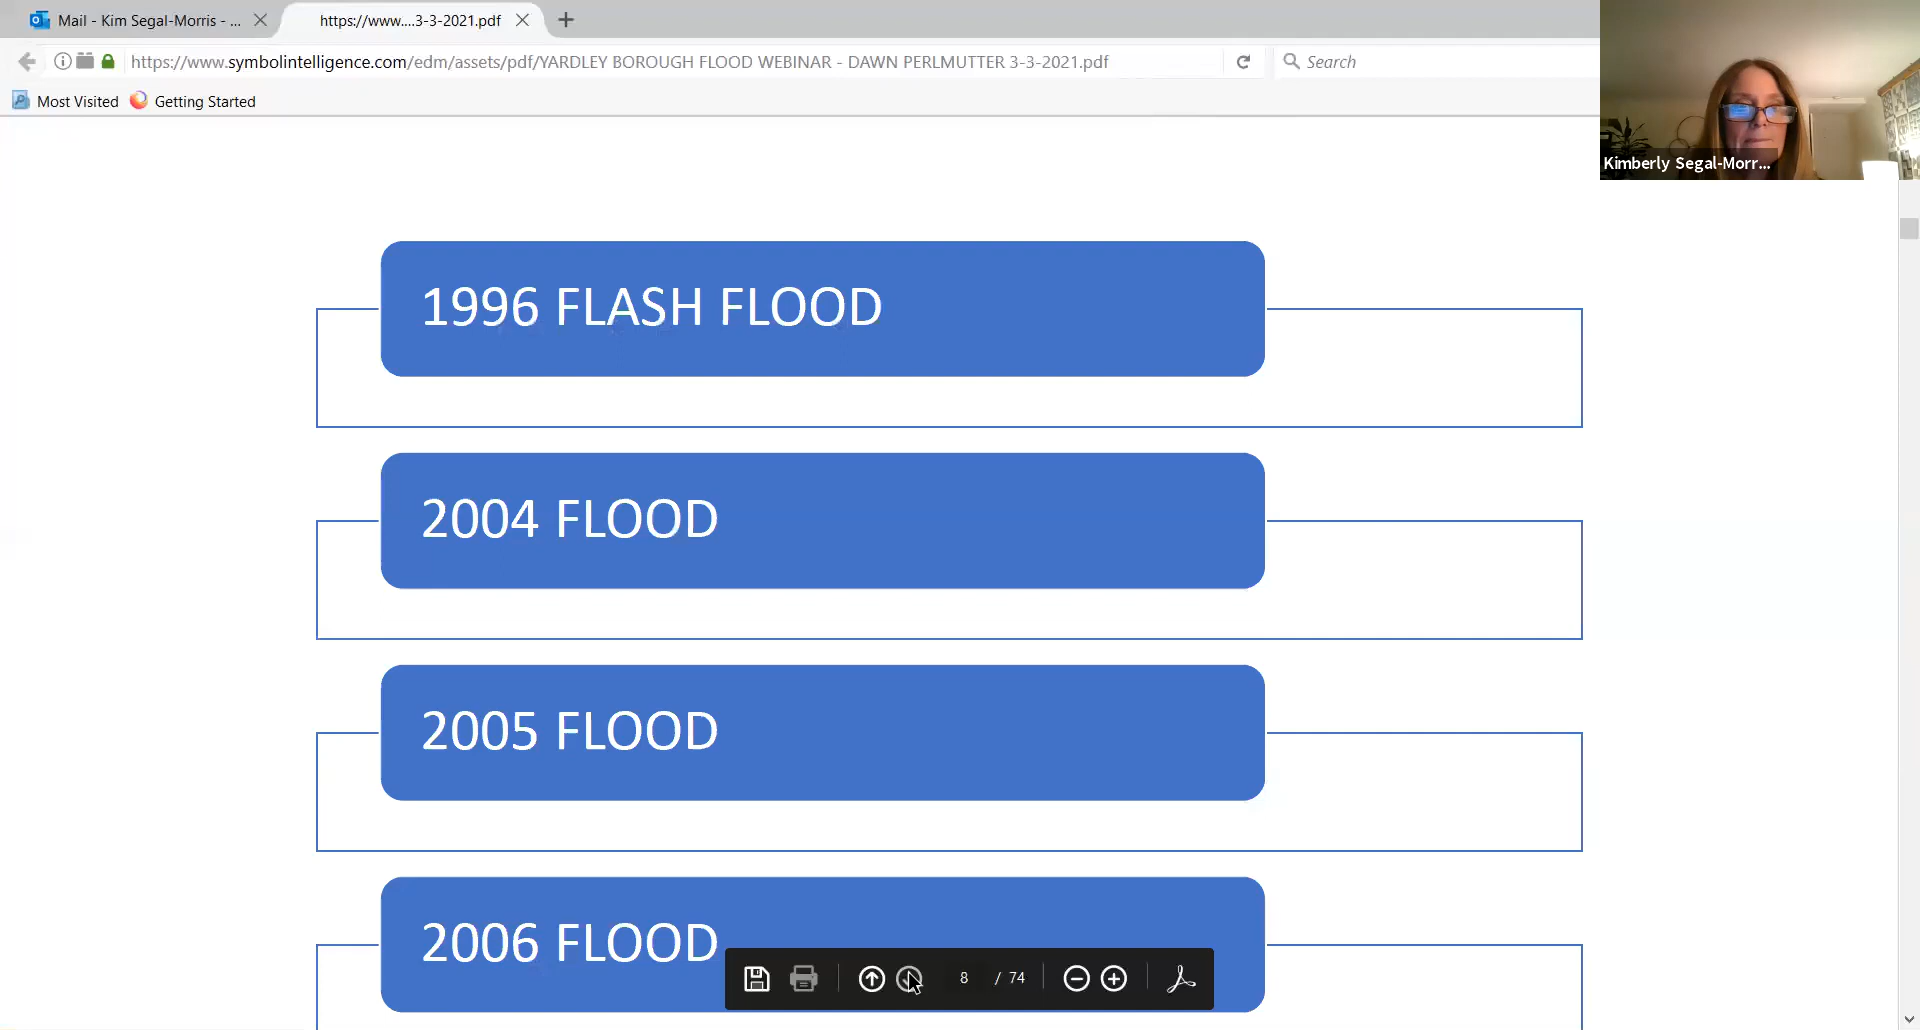 Mail - Kim Segal-Morris - ...
https://www....3-3-2021.pdf
https://www.symbolintelligence.com/edm/assets/pdf/YARDLEY BOROUGH FLOOD WEBINAR - DAWN PERLMUTTER 3-3-2021.pdf
Search
Most Visited
Getting Started
Kimberly Segal-Morr...
1996 FLASH FLOOD
2004 FLOOD
2005 FLOOD
2006 FLOOD
8 / 74